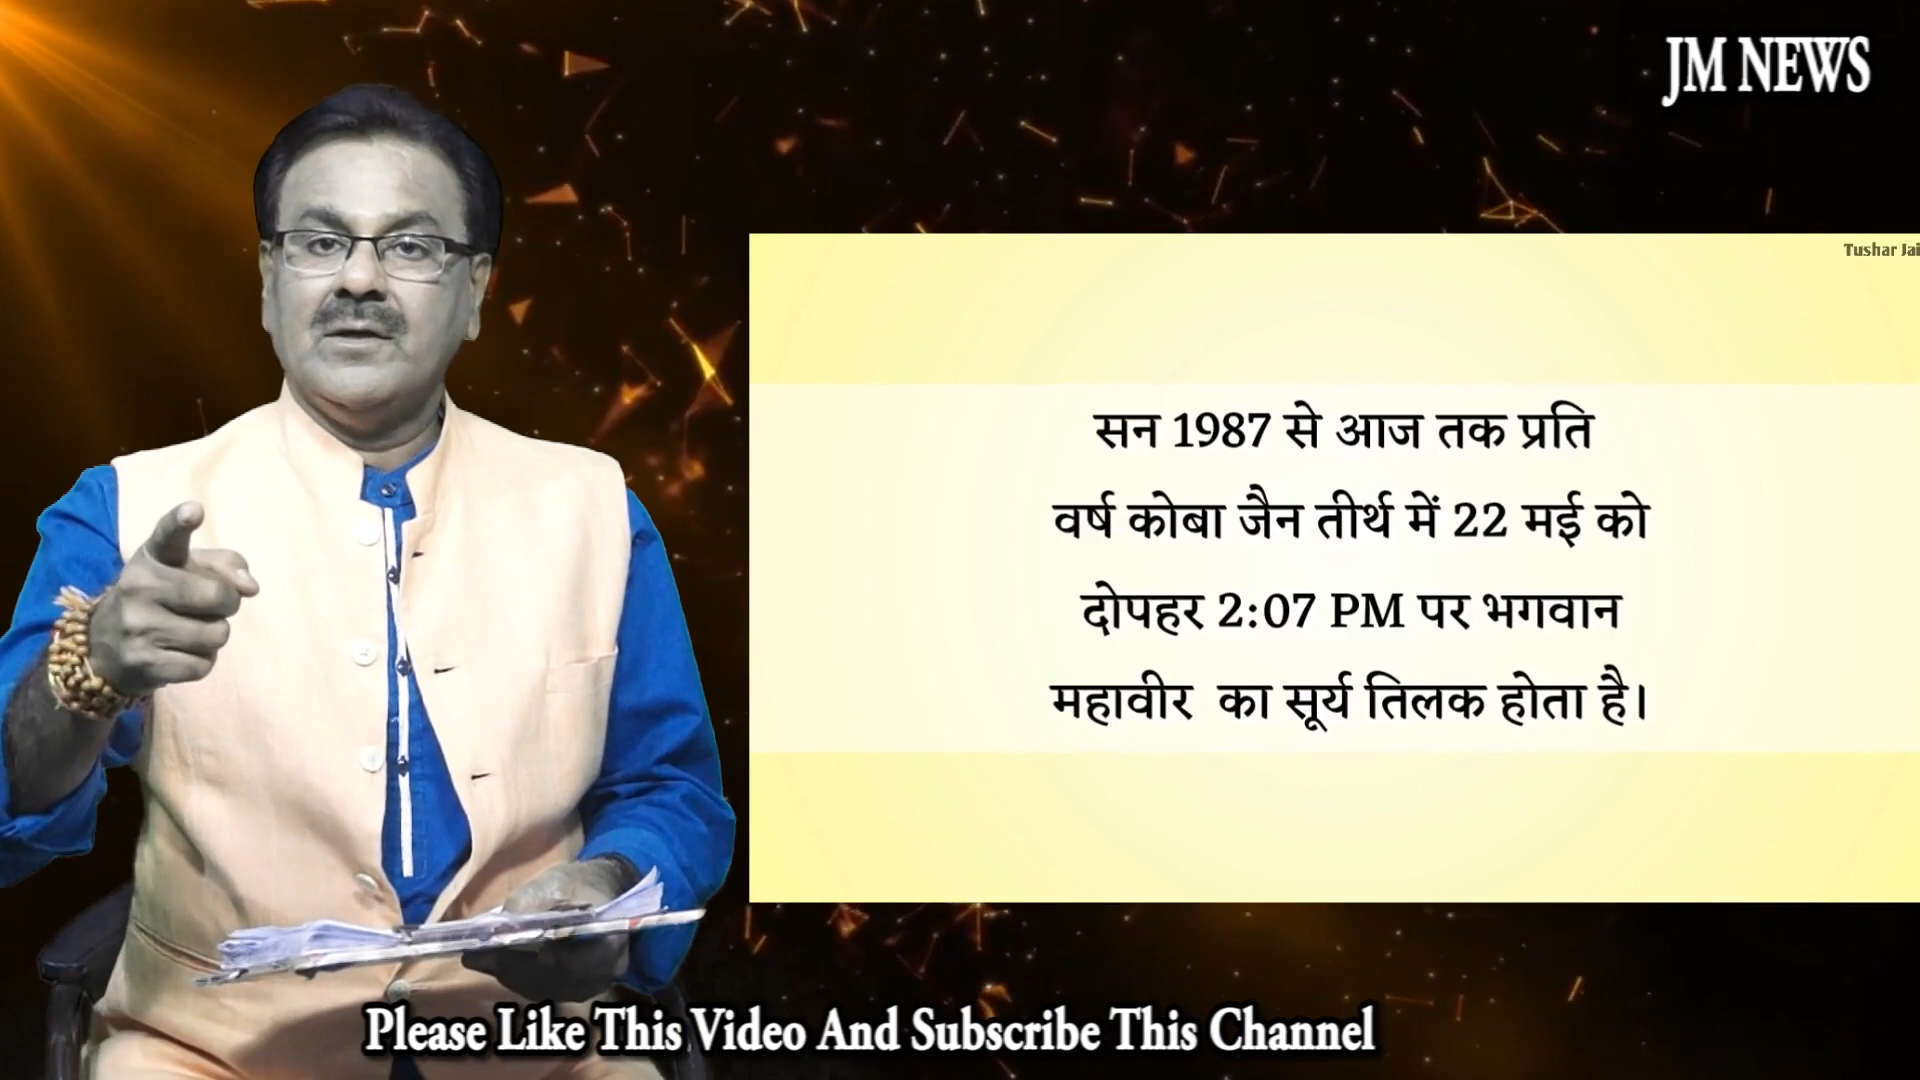 JM NEWS
Tushar Jai
सन 1987 से आज तक प्रति
वर्ष कोबा जैन तीर्थ में 22 मई को
दोपहर 2:07 PM पर भगवान
महावीर का सूर्य तिलक होता है।
Please Like This Video And Subscribe This Channel